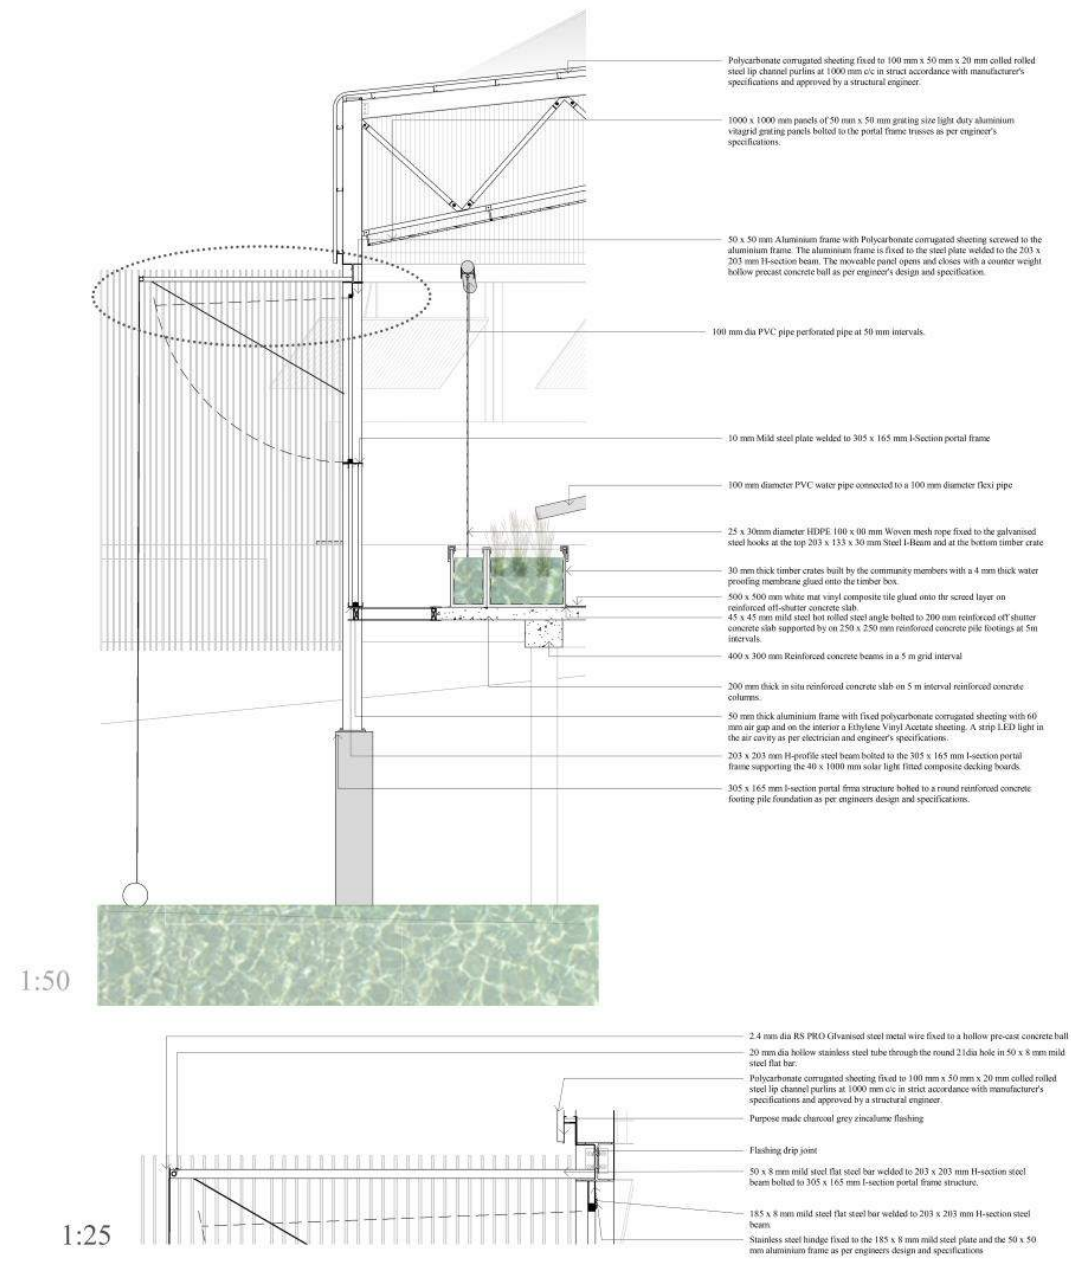 Polycarbonate corrugated sheeting fixed to 100 mm x 50 mm x 20 mm colled rolled
steel lip channel purlins at 1000 mm c/c in struct accordance with manufacturer's
specifications and approved by a structural engineer.
1000 x 1000 mm panels of 50 mm x 50 mm grating size light duty aluminium
vitagrid grating panels bolted to the portal frame trusses as per engineer's
specifications.
50 x 50 mm Aluminium frame with Polycarbonate corrugated sheeting screwed to the
aluminium frame. The aluminium frame is fixed to the steel plate welded to the 203 x
203 mm H-section beam. The moveable panel opens and closes with a counter weight
hollow precast concrete ball as per engineer's design and specification.
100 mm dia PVC pipe perforated pipe at 50 mm intervals.
10 mm Mild steel plate welded to 305 x 165 mm I-Section portal frame
100 mm diameter PVC water pipe connected to a 100 mm diameter flexi pipe
25 x 30mm diameter HDPE 100 x 00 mm Woven mesh rope fixed to the galvanised
steel hooks at the top 203 x 133 x 30 mm Steel I-Beam and at the bottom timber crate
30 mm thick timber crates built by the community members with a 4 mm thick water
proofing membrane glued onto the timber box.
500 x 500 mm white mat vinyl composite tile glued onto thr screed layer on
reinforced off-shutter concrete slab.
45 x 45 mm mild steel hot rolled steel angle bolted to 200 mm reinforced off shutter
concrete slab supported by on 250 x 250 mm reinforced concrete pile footings at 5m
intervals.
400 x 300 mm Reinforced concrete beams in a 5 m grid interval
200 mm thick in situ reinforced concrete slab on 5 m interval reinforced concrete
columns.
50 mm thick aluminium frame with fixed polycarbonate corrugated sheeting with 60
mm air gap and on the interior a Ethylene Vinyl Acetate sheeting. A strip LED light in
the air cavity as per electrician and engineer's specifications.
203 x 203 mm H-profile steel beam bolted to the 305 x 165 mm I-section portal
frame supporting the 40 x 1000 mm solar light fitted composite decking boards
305 x 165 mm I-section portal frma structure bolted to a round reinforced concrete
footing pile foundation as per engineers design and specifications.
1:50
2.4 mm dia RS PRO Glvanised steel metal wire fixed to a hollow pre-cast concrete ball
20 mm dia hollow stainless steel tube through the round 21dia hole in 50 x 8 mm mild
steel flat bar.
Polycarbonate corrugated sheeting fixed to 100 mm x 50 mm x 20 mm colled rolled
steel lip channel purlins at 1000 mm c/c in strict accordance with manufacturer's
specifications and approved by a structural engineer.
Purpose made charcoal grey zincalume flashing
Flashing drip joint
50 x 8 mm mild steel flat steel bar welded to 203 x 203 mm H-section steel
beam bolted to 305 x 165 mm I-section portal frame structure.
185 x 8 mm mild steel flat steel bar welded to 203 x 203 mm H-section steel
beam.
Stainless steel hindge fixed to the 185 x 8 mm mild steel plate and the 50 x 50
mm aluminium frame as per engineers design and specifications
1:25